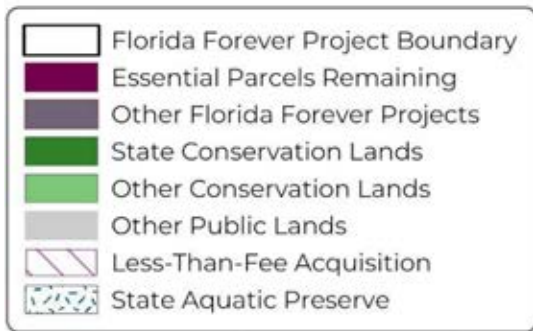 Florida Forever Project Boundary
Essential Parcels Remaining
Other Florida Forever Projects
State Conservation Lands
Other Conservation Lands
Other Public Lands
Less-Than-Fee Acquisition
State Aquatic Preserve